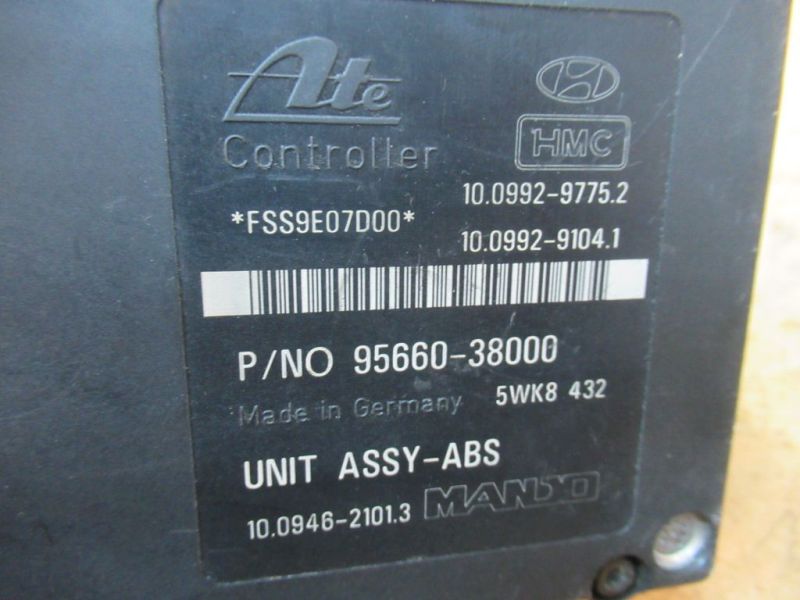 Ate
Controller
HMC
10.0992-9775.2
*FSS9E07D00*
10.0992-9104.1
P/NO 95660-38000
Made in Germany 5WK8 432
UNIT ASSY-ABS
10.0946-2101.3 MANDO